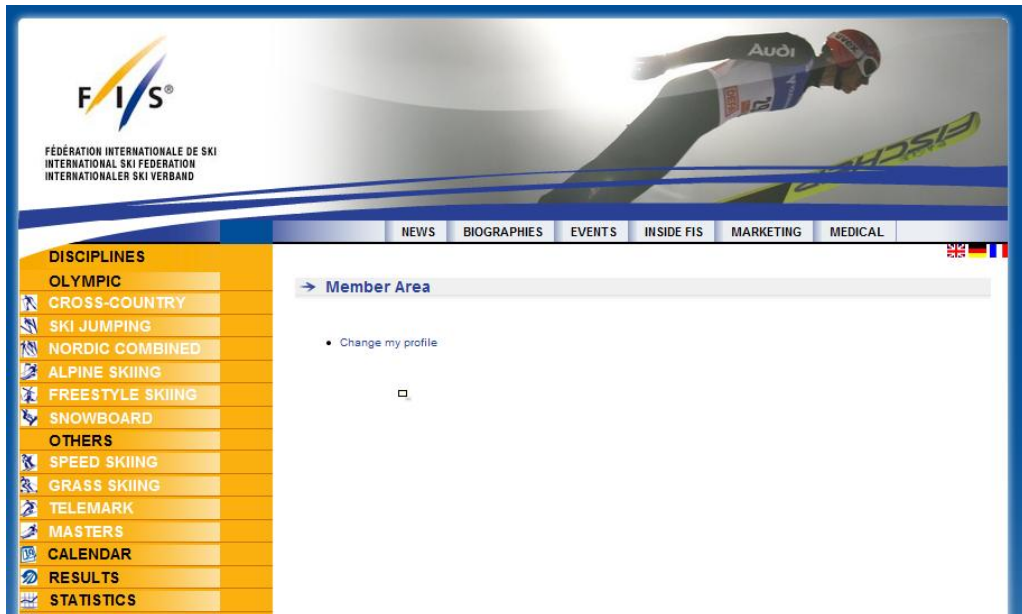 F/I/S®
FÉDÉRATION INTERNATIONALE DE SKI
INTERNATIONAL SKI FEDERATION
INTERNATIONALER SKI VERBAND
Audi
FISCHER
NEWS BIOGRAPHIES EVENTS INSIDE FIS MARKETING MEDICAL
DISCIPLINES
OLYMPIC
CROSS-COUNTRY
SKI JUMPING
NORDIC COMBINED
ALPINE SKIING
FREESTYLE SKIING
SNOWBOARD
OTHERS
SPEED SKIING
GRASS SKIING
TELEMARK
MASTERS
CALENDAR
RESULTS
STATISTICS
Member Area
Change my profile